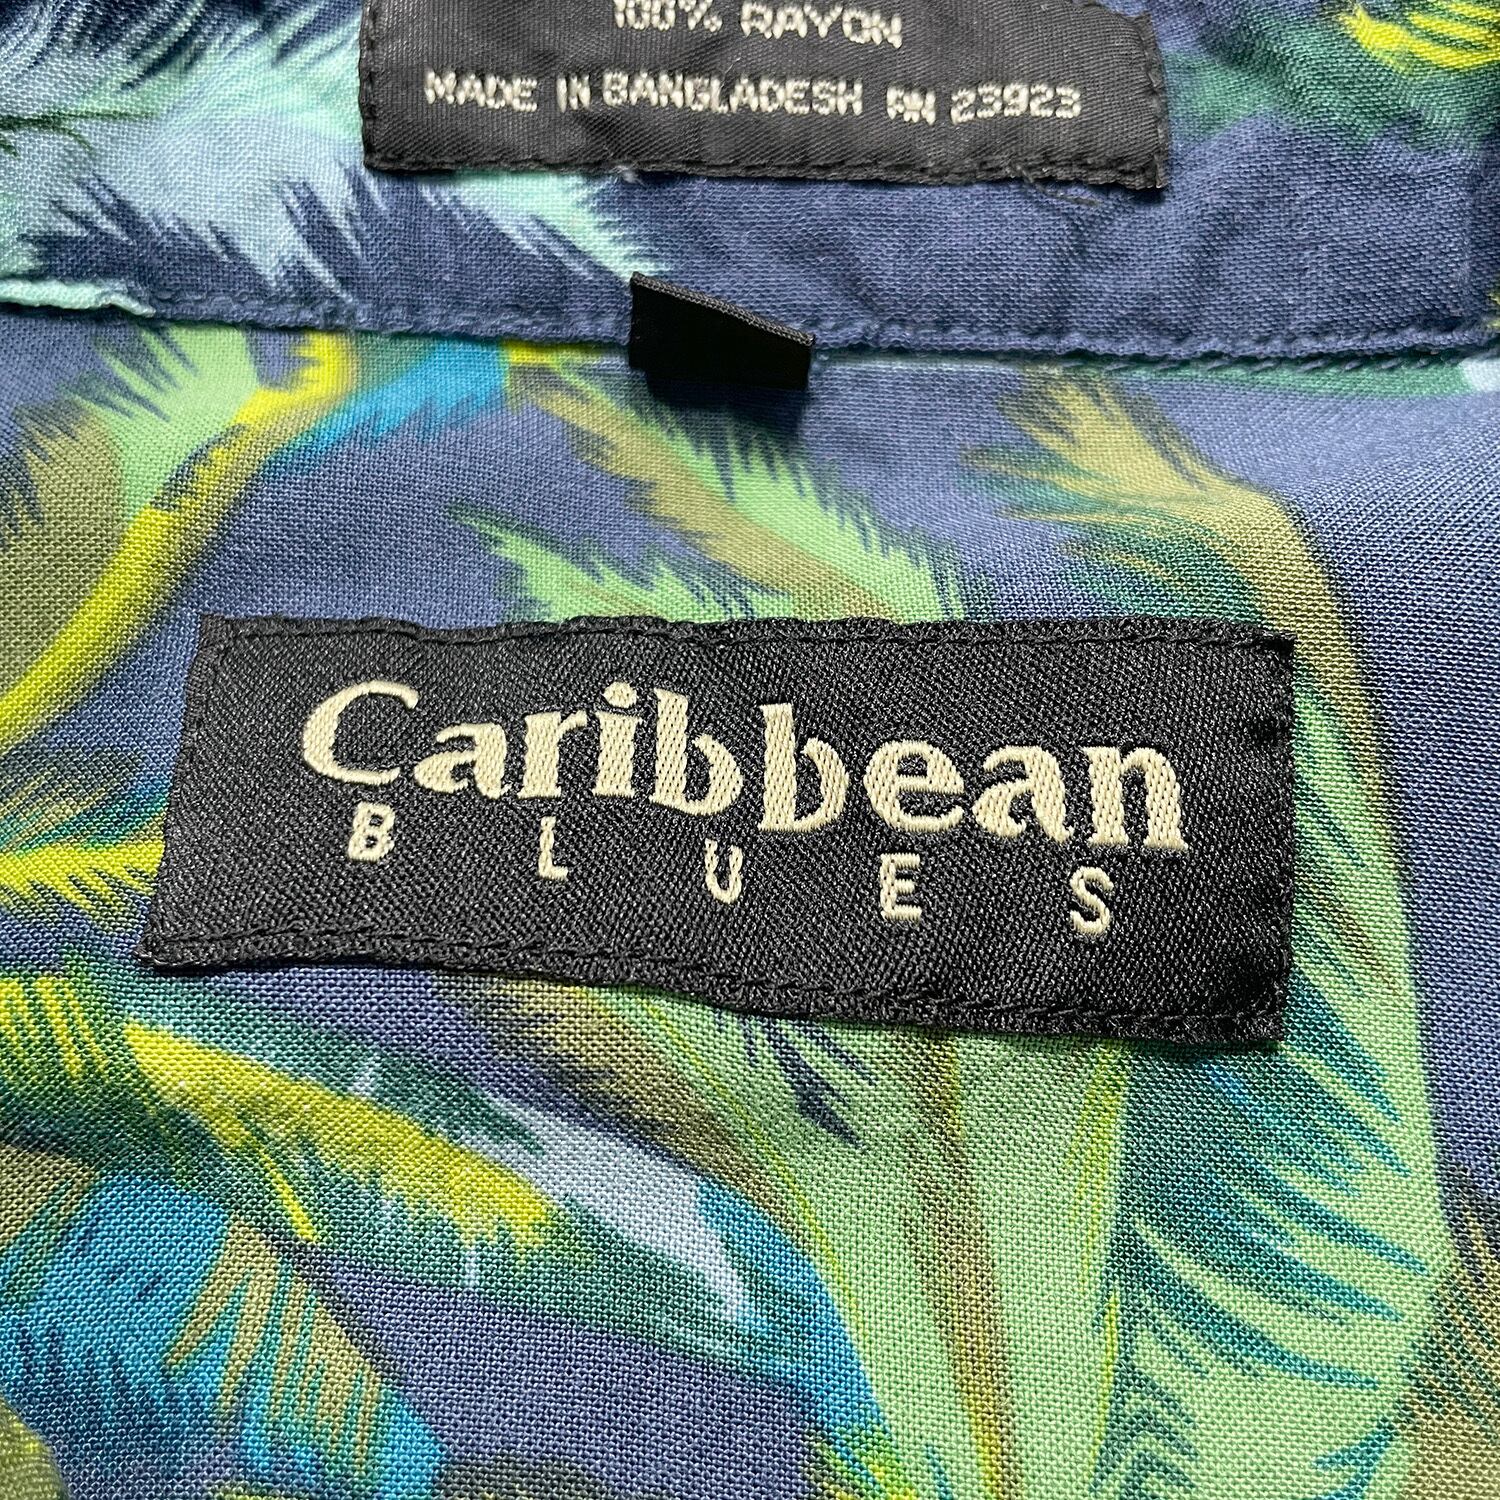 100% RAYON
MADE IN BANGLADESH RN 23923
Caribbean
BLUES